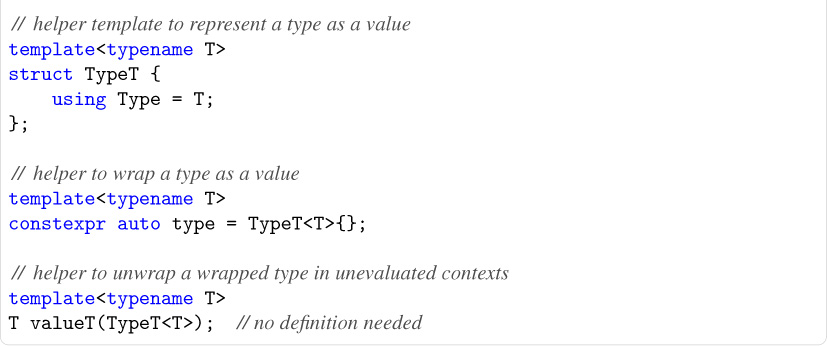 // helper template to represent a type as a value
template<typename T>
struct TypeT {
    using Type = T;
};

// helper to wrap a type as a value
template<typename T>
constexpr auto type = TypeT<T>{};

// helper to unwrap a wrapped type in unevaluated contexts
template<typename T>
T valueT(TypeT<T>);  // no definition needed